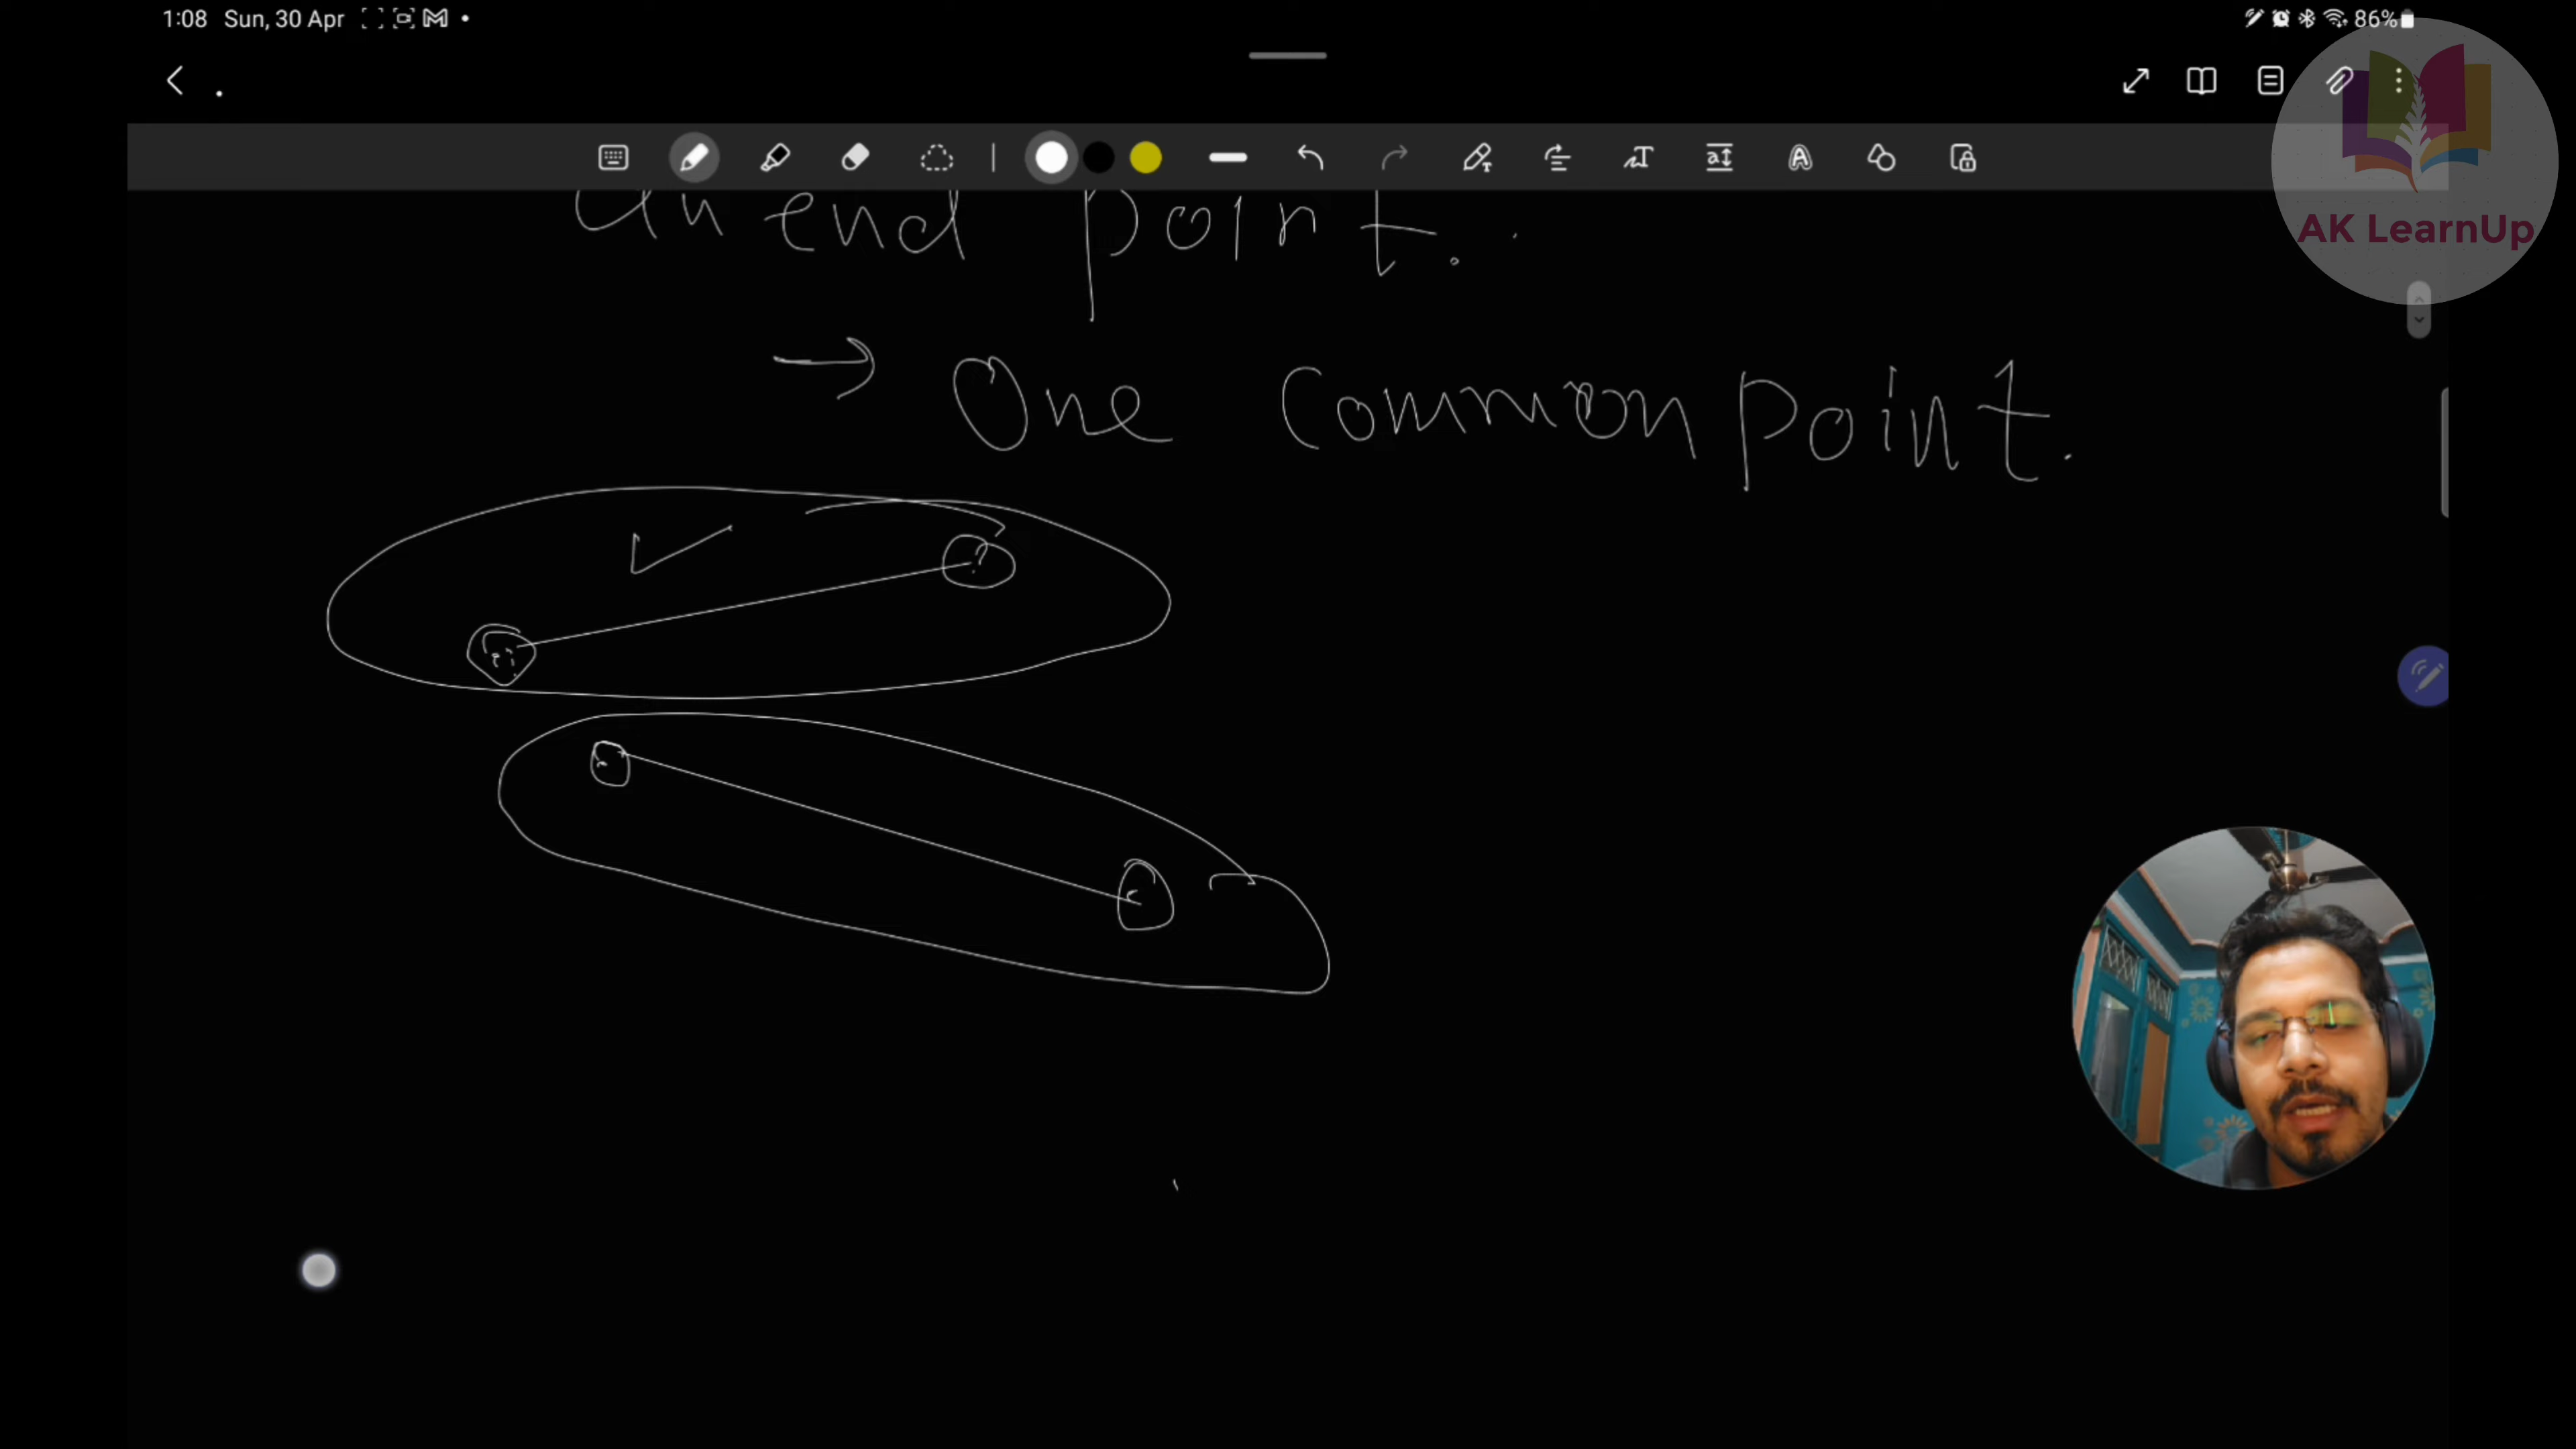 1:08 Sun, 30 Apr
86%
AK LearnUp
an end point.
→ One common point.